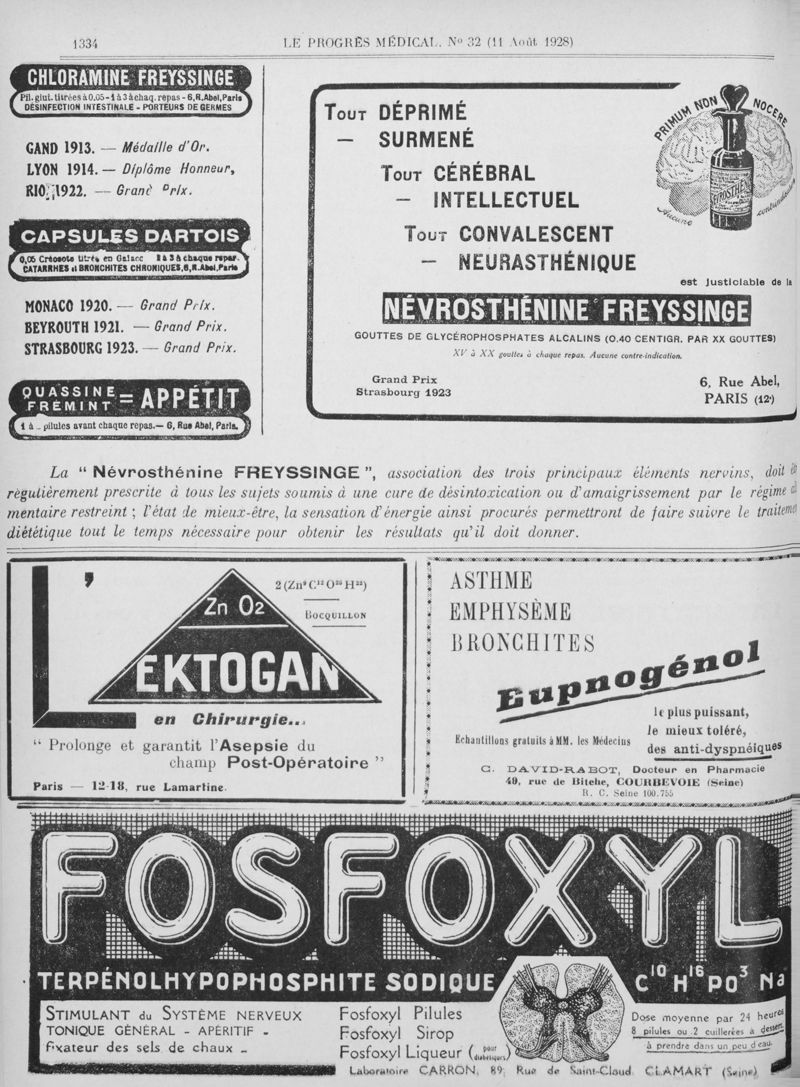 1334
LE PROGRÈS MÉDICAL. N° 32 (11 Août 1928)
CHLORAMINE FREYSSINGE
Pil. glut. titrées à 0,05 - 1 à 3 à chaq. repas - 6, R. Abel, Paris
DÉSINFECTION INTESTINALE - PORTEURS DE GERMES
GAND 1913. — Médaille d'Or.
LYON 1914. — Diplôme Honneur,
RIO 1922. — Grand Prix.
CAPSULES DARTOIS
0,05 Créosote titrée en Gaïacc 2 à 3 à chaque repas.
CATARRHES et BRONCHITES CHRONIQUES, 6, R. Abel, Paris
MONACO 1920. — Grand Prix.
BEYROUTH 1921. — Grand Prix.
STRASBOURG 1923. — Grand Prix.
QUASSINE
FRÉMINT = APPÉTIT
1 à pilules avant chaque repas. — 6, Rue Abel, Paris.
TOUT DÉPRIMÉ
— SURMENÉ
TOUT CÉRÉBRAL
— INTELLECTUEL
TOUT CONVALESCENT
— NEURASTHÉNIQUE
PRIMUM NON NOCERE
Aucune
est justiciable de la
NÉVROSTHÉNINE FREYSSINGE
GOUTTES DE GLYCÉROPHOSPHATES ALCALINS (0.40 CENTIGR. PAR XX GOUTTES)
XV à XX gouttes à chaque repas. Aucune contre-indication.
Grand Prix
Strasbourg 1923
6, Rue Abel,
PARIS (12e)
La “ Névrosthénine FREYSSINGE ”, association des trois principaux éléments nervins, doit
régulièrement prescrite à tous les sujets soumis à une cure de désintoxication ou d'amaigrissement par le régime
mentaire restreint ; l'état de mieux-être, la sensation d'énergie ainsi procurés permettront de faire suivre le traitemen
diététique tout le temps nécessaire pour obtenir les résultats qu'il doit donner.
L'
Zn O2
2 (Zn⁹ C¹² O²⁶ H²²)
BOCQUILLON
EKTOGAN
en Chirurgie...
“ Prolonge et garantit l'Asepsie du
champ Post-Opératoire ”
Paris — 12-18, rue Lamartine.
ASTHME
EMPHYSÈME
BRONCHITES
Eupnogénol
le plus puissant,
le mieux toléré,
des anti-dyspnéiques
Echantillons gratuits à MM. les Médecins
G. DAVID-RABOT, Docteur en Pharmacie
49, rue de Bitche, COURBEVOIE (Seine)
R. C. Seine 100.755
FOSFOXYL
TERPÉNOLHYPOPHOSPHITE SODIQUE
C¹⁰ H¹⁶ PO³ Na
STIMULANT du SYSTÈME NERVEUX
TONIQUE GÉNÉRAL - APÉRITIF -
fixateur des sels de chaux -
Fosfoxyl Pilules
Fosfoxyl Sirop
Fosfoxyl Liqueur (pour diabétiques)
Dose moyenne par 24 heures
8 pilules ou 2 cuillerées à dessert
à prendre dans un peu d'eau.
Laboratoire CARRON, 89, Rue de Saint-Cloud, CLAMART (Seine)